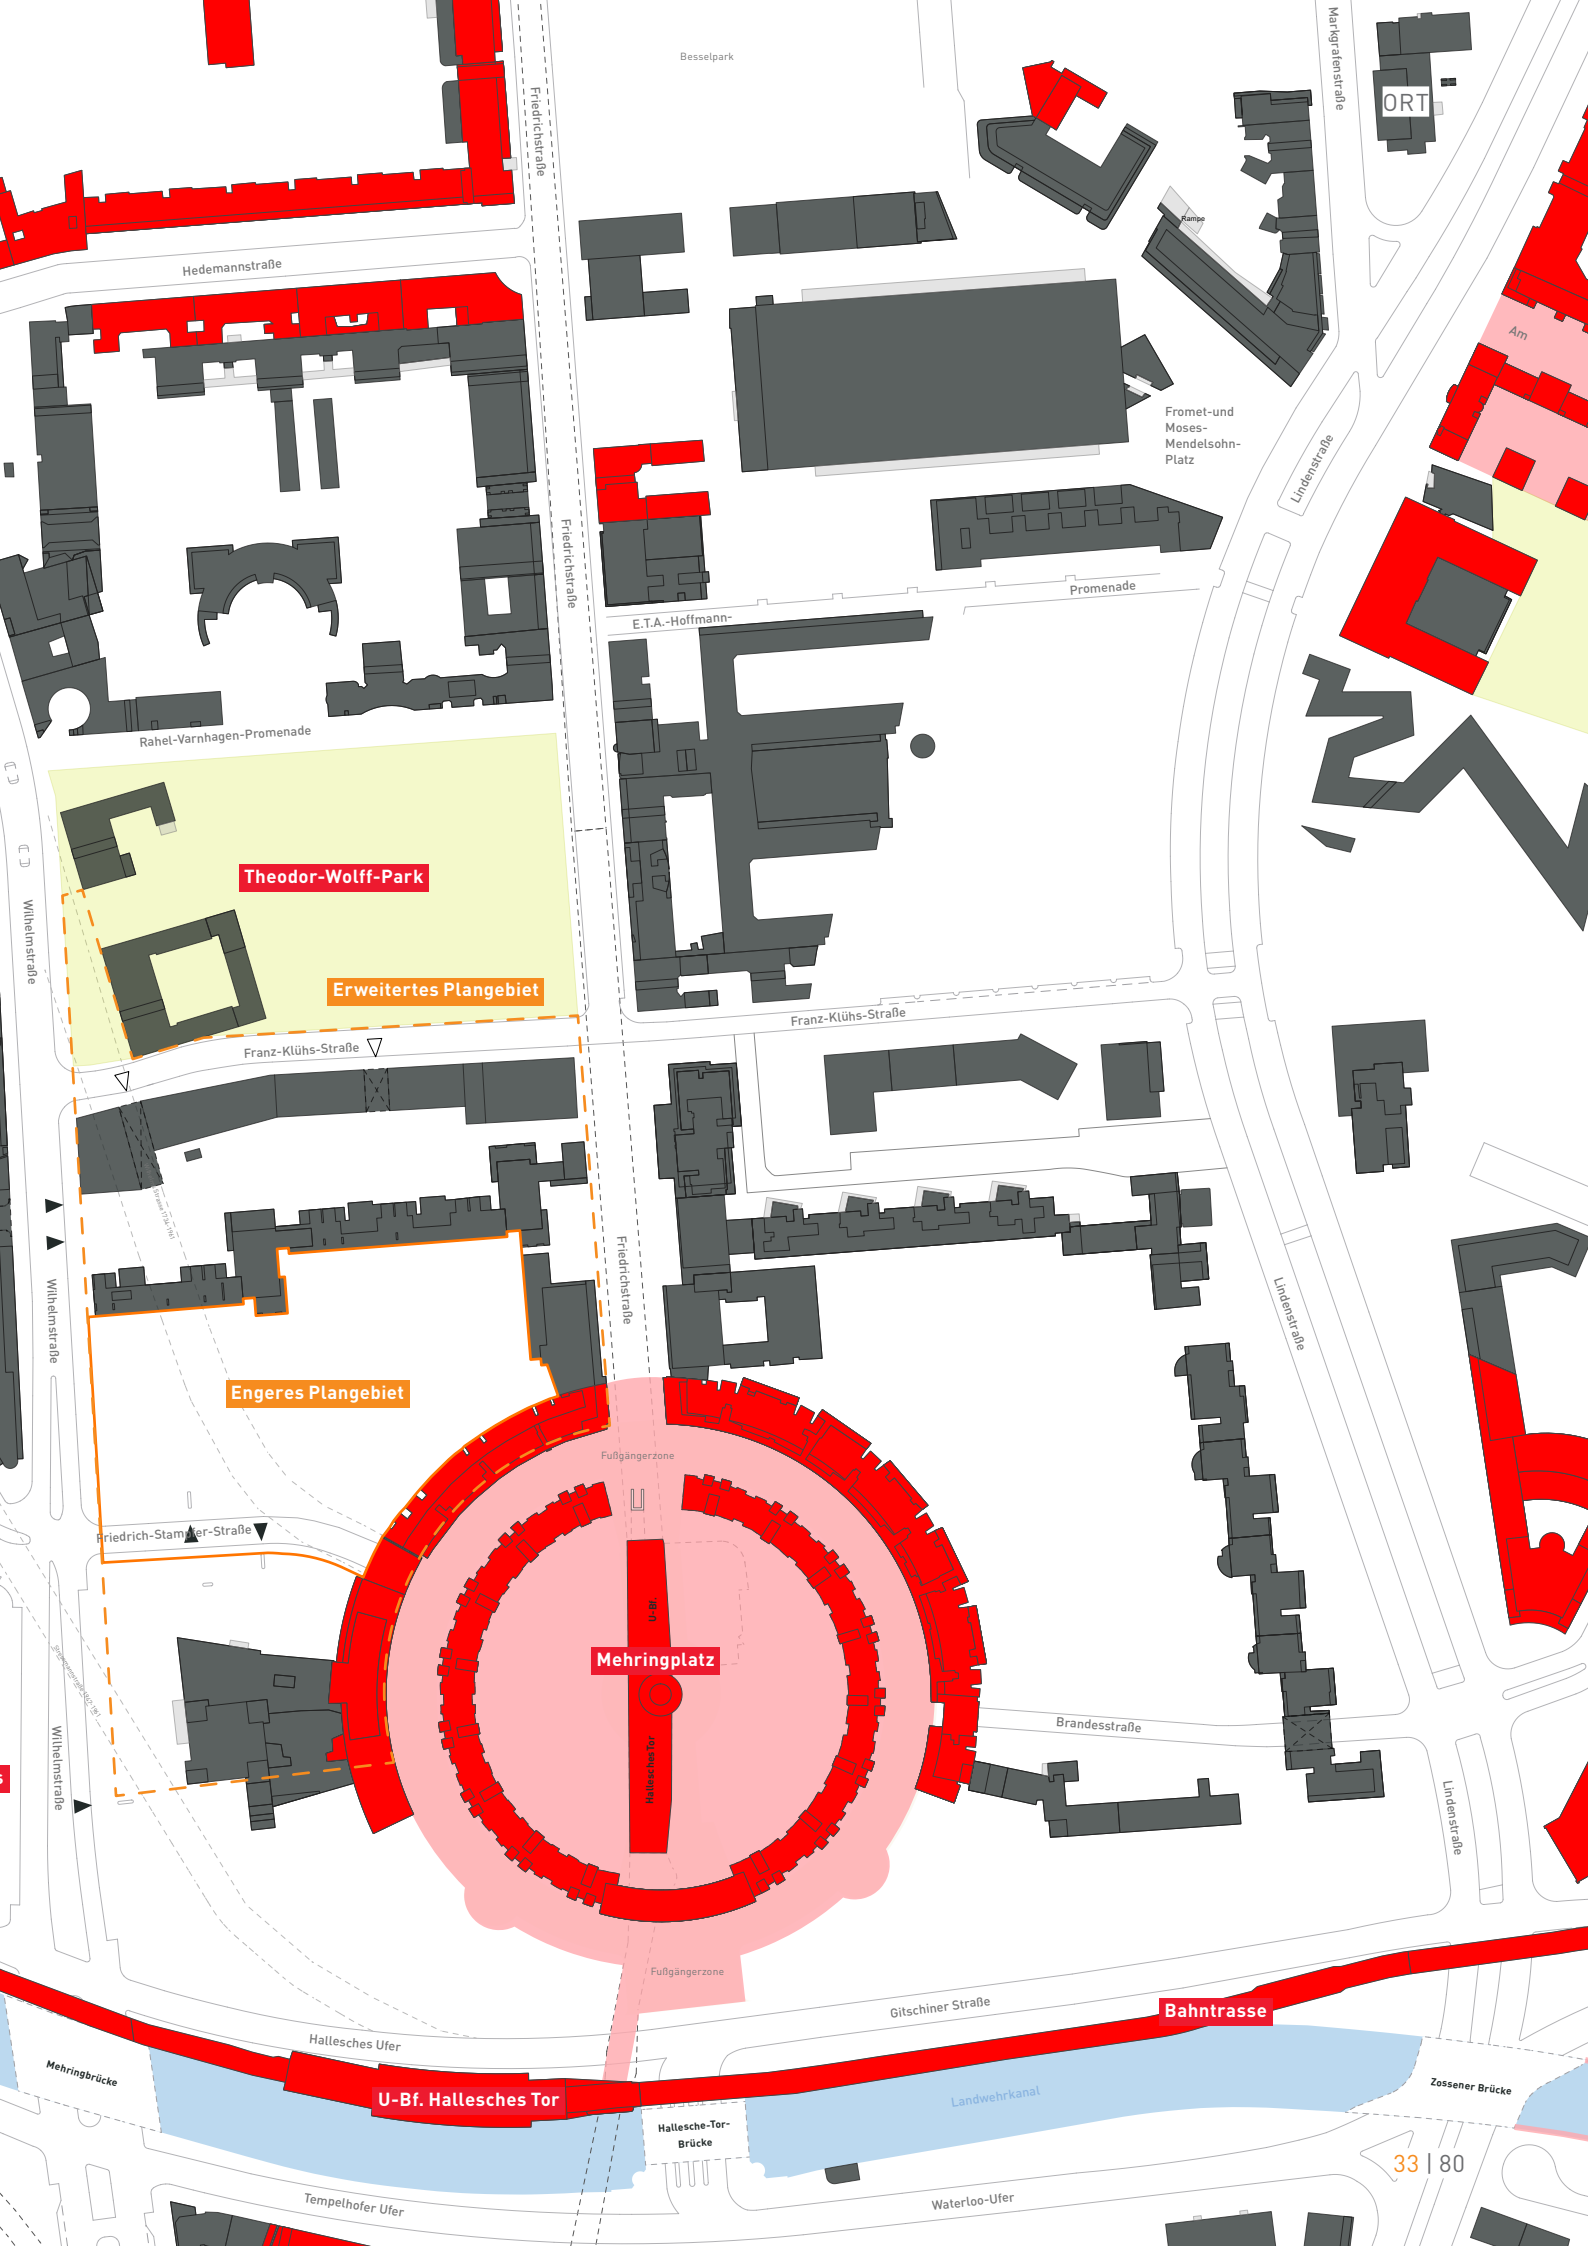 Besselpark
Markgrafenstraße
ORT
Friedrichstraße
Rampe
Hedemannstraße
Am
Fromet-und
Moses-
Mendelsohn-
Platz
Lindenstraße
Friedrichstraße
Promenade
E.T.A.-Hoffmann-
Rahel-Varnhagen-Promenade
Theodor-Wolff-Park
Wilhelmstraße
Erweitertes Plangebiet
Franz-Klühs-Straße
Franz-Klühs-Straße
Friedrichstraße
Wilhelmstraße
Lindenstraße
Engeres Plangebiet
Fußgängerzone
Friedrich-Stampfer-Straße
U-Bf.
Mehringplatz
HalleschesTor
Brandesstraße
Wilhelmstraße
s
Lindenstraße
Fußgängerzone
Gitschiner Straße
Bahntrasse
Hallesches Ufer
Mehringbrücke
U-Bf. Hallesches Tor
Landwehrkanal
Zossener Brücke
Hallesche-Tor-
Brücke
33 | 80
Tempelhofer Ufer
Waterloo-Ufer